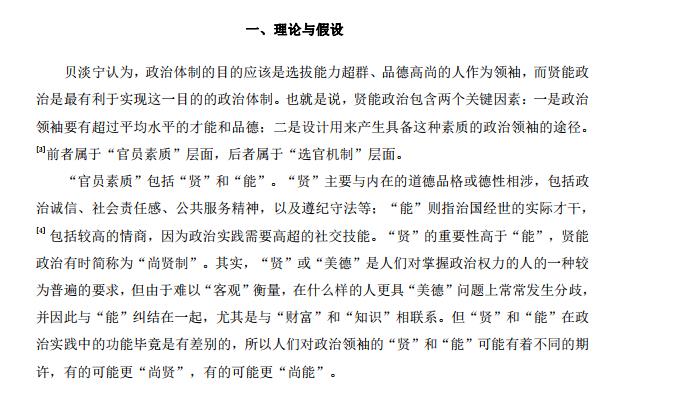 一、理论与假设
贝淡宁认为，政治体制的目的应该是选拔能力超群、品德高尚的人作为领袖，而贤能政
治是最有利于实现这一目的的政治体制。也就是说，贤能政治包含两个关键因素：一是政治
领袖要有超过平均水平的才能和品德；二是设计用来产生具备这种素质的政治领袖的途径。
[3]前者属于“官员素质”层面，后者属于“选官机制”层面。
“官员素质”包括“贤”和“能”。“贤”主要与内在的道德品格或德性相涉，包括政
治诚信、社会责任感、公共服务精神，以及遵纪守法等；“能”则指治国经世的实际才干，
[4] 包括较高的情商，因为政治实践需要高超的社交技能。“贤”的重要性高于“能”，贤能
政治有时简称为“尚贤制”。其实，“贤”或“美德”是人们对掌握政治权力的人的一种较
为普遍的要求，但由于难以“客观”衡量，在什么样的人更具“美德”问题上常常发生分歧，
并因此与“能”纠结在一起，尤其是与“财富”和“知识”相联系。但“贤”和“能”在政
治实践中的功能毕竟是有差别的，所以人们对政治领袖的“贤”和“能”可能有着不同的期
许，有的可能更“尚贤”，有的可能更“尚能”。